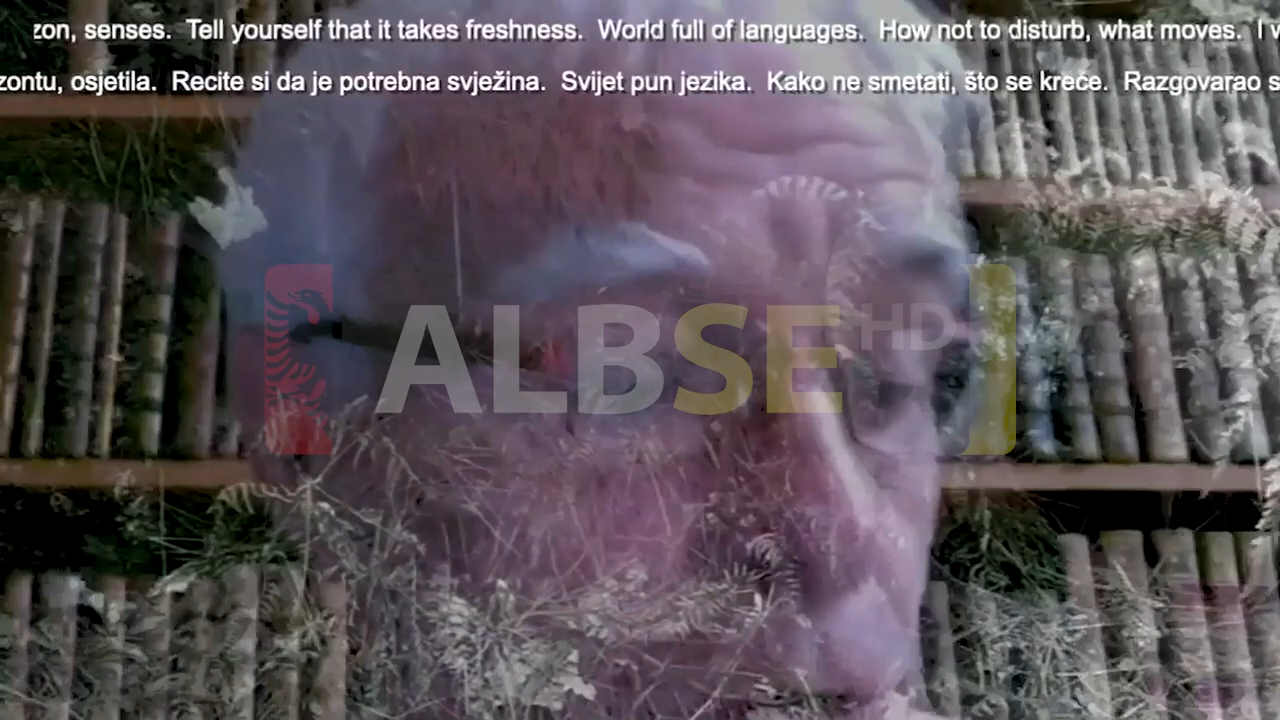 zon, senses. Tell yourself that it takes freshness. World full of languages. How not to disturb, what moves. I w
zontu, osjetila. Recite si da je potrebna svježina. Svijet pun jezika. Kako ne smetati, što se kreće. Razgovarao s
ALBSE HD